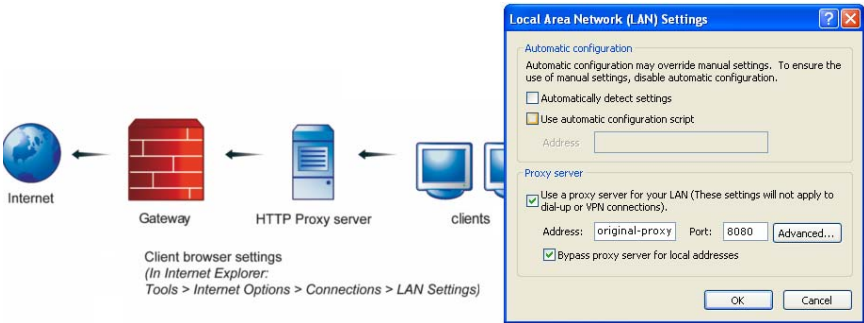 Internet
Gateway
HTTP Proxy server
clients
Client browser settings
(In Internet Explorer:
Tools > Internet Options > Connections > LAN Settings)
Local Area Network (LAN) Settings
Automatic configuration
Automatic configuration may override manual settings. To ensure the
use of manual settings, disable automatic configuration.
Automatically detect settings
Use automatic configuration script
Address
Proxy server
Use a proxy server for your LAN (These settings will not apply to
dial-up or VPN connections).
Address: original-proxy Port: 8080 Advanced...
Bypass proxy server for local addresses
OK Cancel